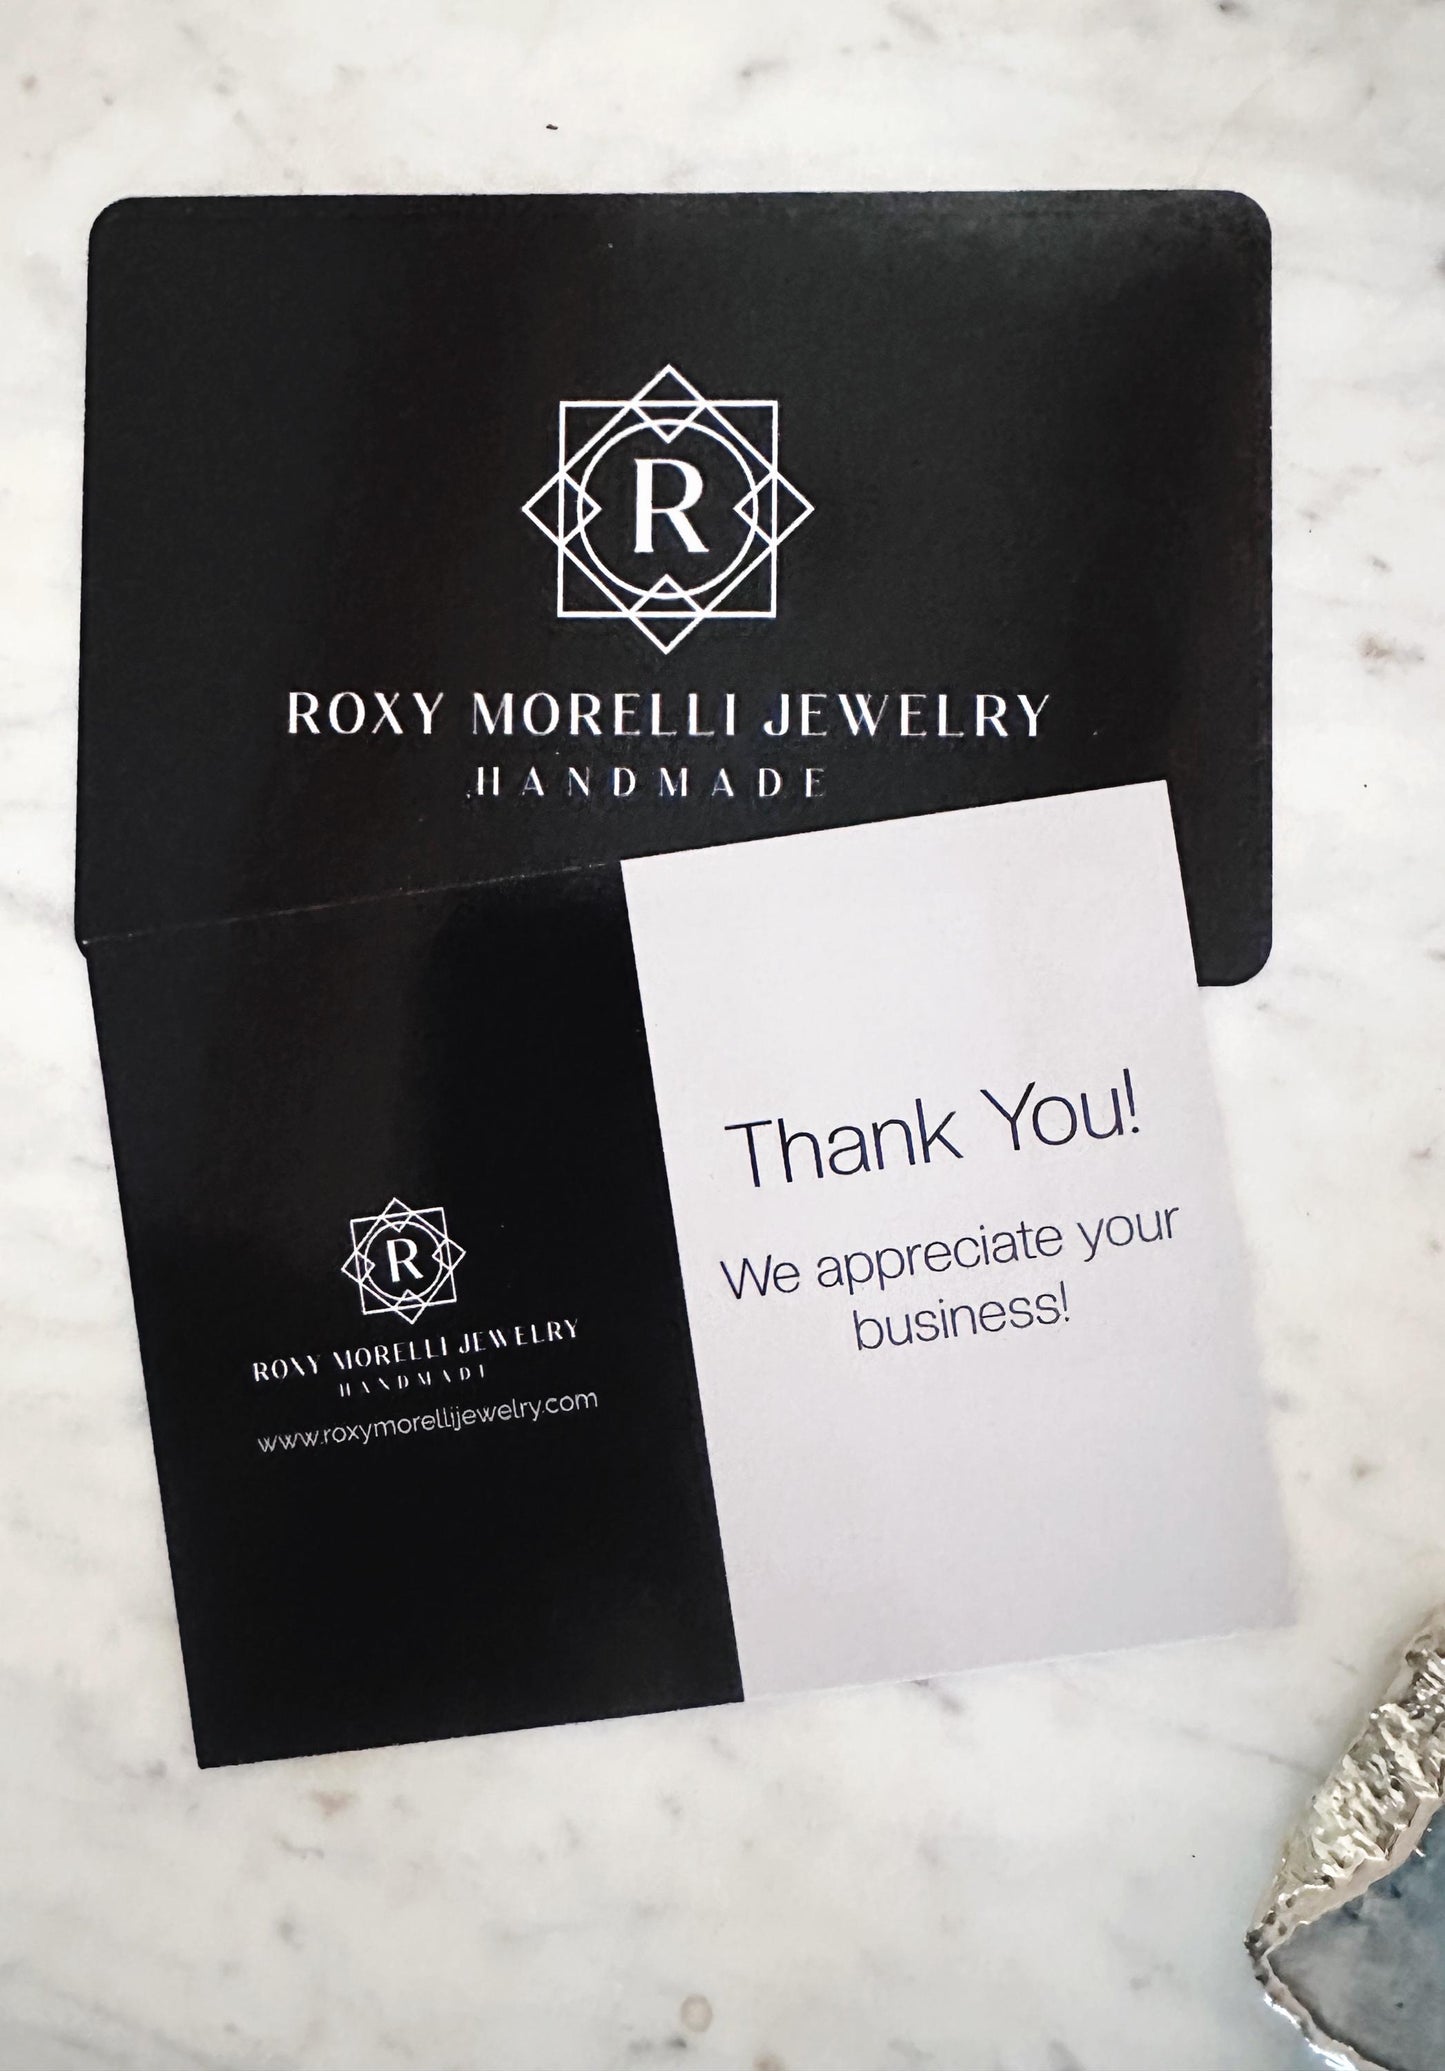 R
ROXY MORELLI JEWELRY
HANDMADE
R
ROXY MORELLI JEWELRY
HANDMADE
www.roxymorellijewelry.com
Thank You!
We appreciate your
business!